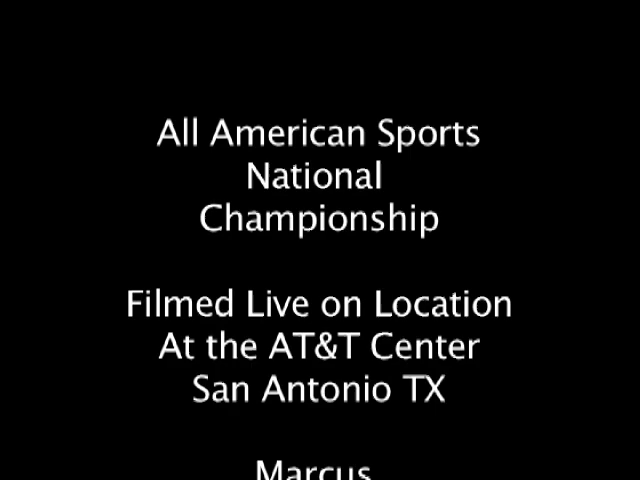 All American Sports
National
Championship
Filmed Live on Location
At the AT&T Center
San Antonio TX
Marcus